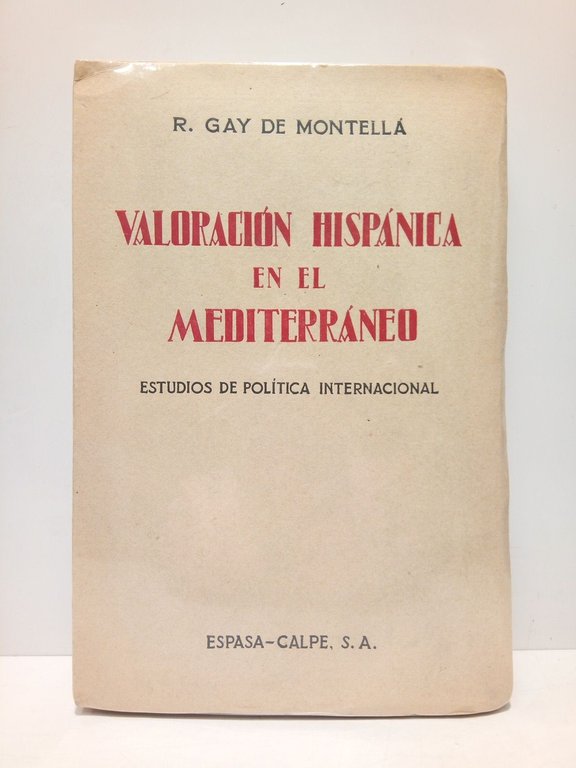 R. GAY DE MONTELLÁ
VALORACIÓN HISPÁNICA
EN EL
MEDITERRÁNEO
ESTUDIOS DE POLÍTICA INTERNACIONAL
ESPASA-CALPE, S. A.